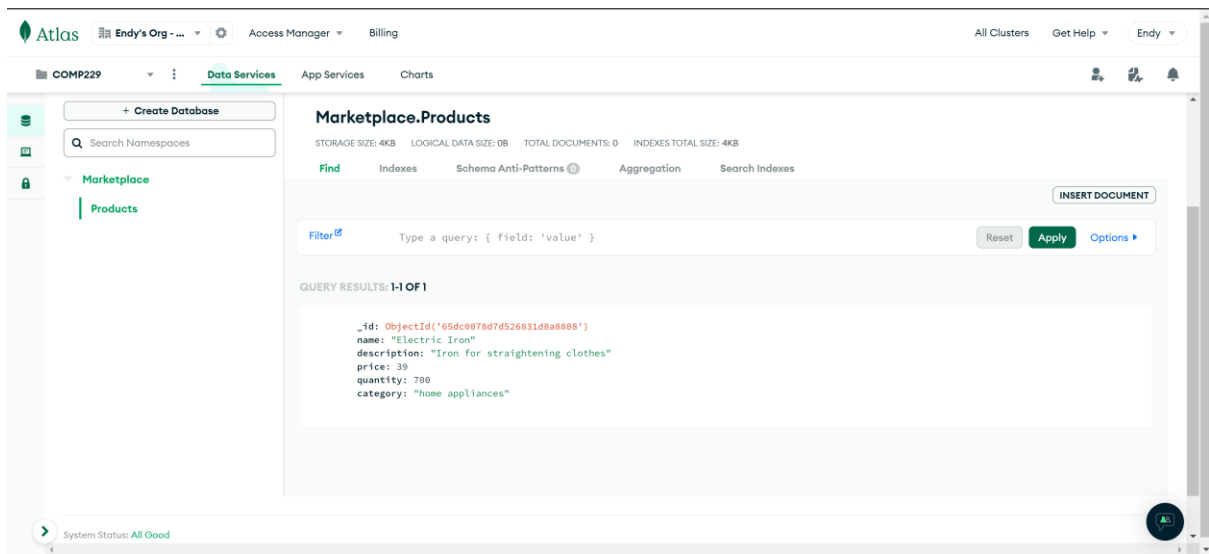 Atlas Endy's Org - ... Access Manager Billing All Clusters Get Help Endy
COMP229 Data Services App Services Charts
+ Create Database
Search Namespaces
Marketplace
Products
Marketplace.Products
STORAGE SIZE: 4KB LOGICAL DATA SIZE: 0B TOTAL DOCUMENTS: 0 INDEXES TOTAL SIZE: 4KB
Find Indexes Schema Anti-Patterns 0 Aggregation Search Indexes
INSERT DOCUMENT
Filter Type a query: { field: 'value' } Reset Apply Options
QUERY RESULTS: 1-1 OF 1
_id: ObjectId('65dc0078d7d526831d8a8808')
name: "Electric Iron"
description: "Iron for straightening clothes"
price: 39
quantity: 700
category: "home appliances"
System Status: All Good